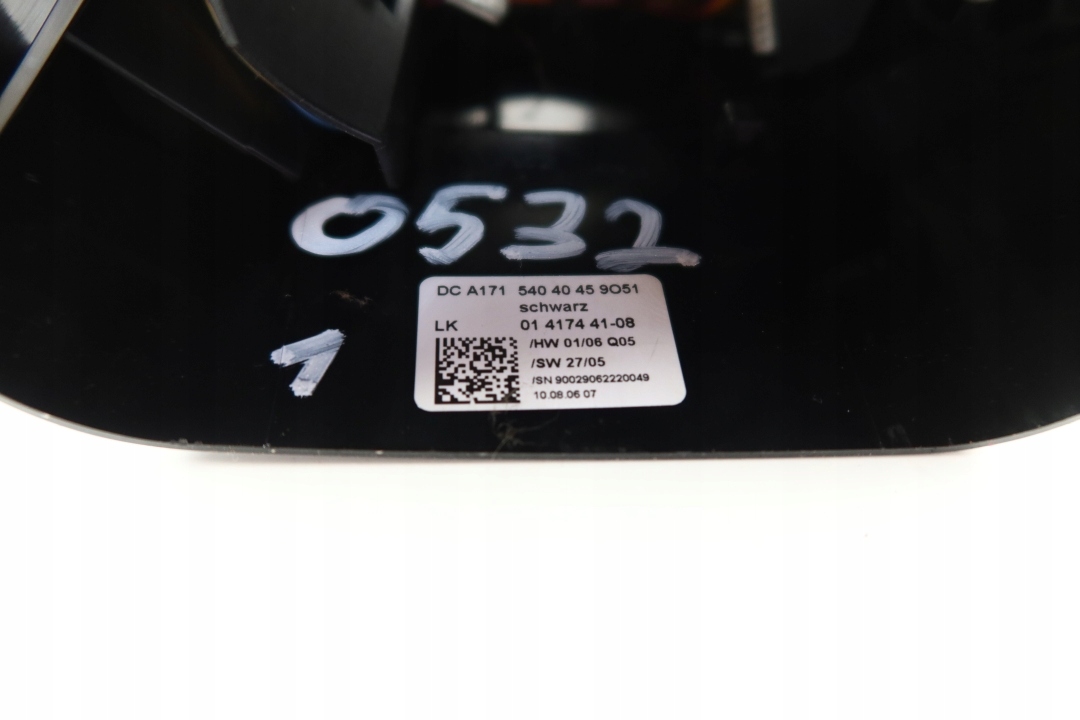 0532
DC A171 540 40 45 9O51
schwarz
LK 01 4174 41-08
/HW 01/06 Q05
/SW 27/05
/SN 90029062220049
10.08.06 07
1